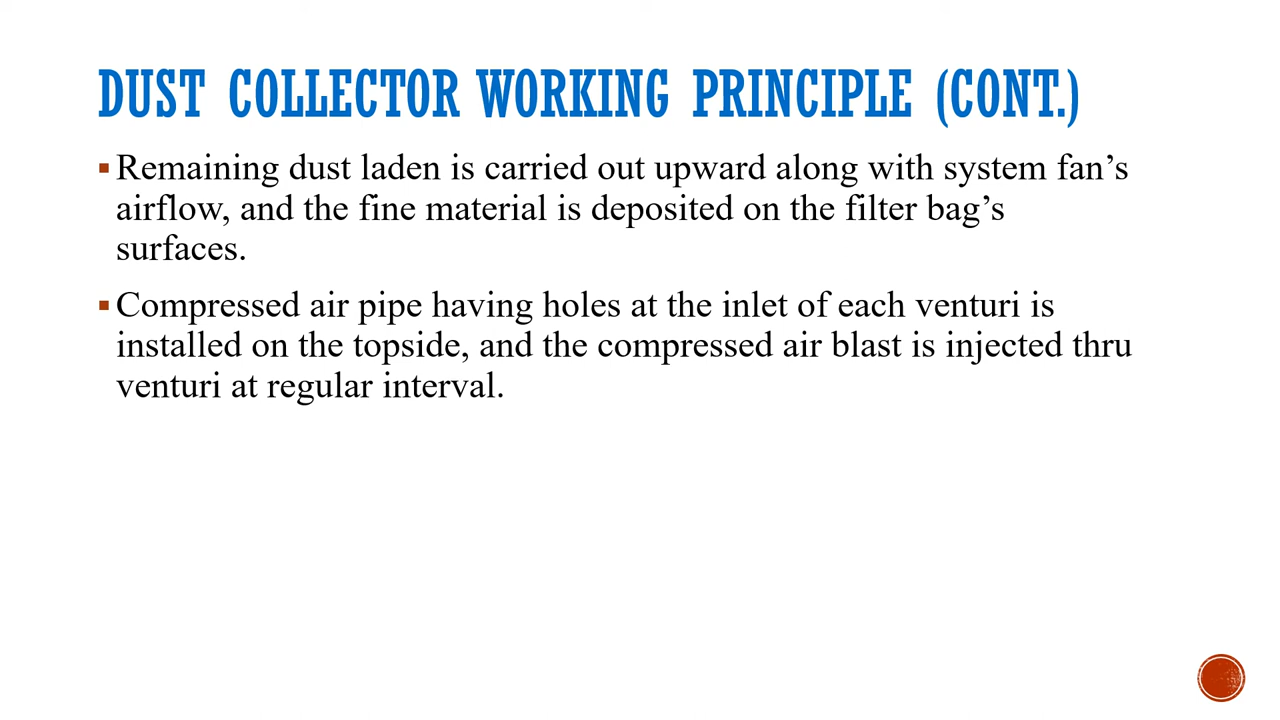 DUST COLLECTOR WORKING PRINCIPLE (CONT.)
▪Remaining dust laden is carried out upward along with system fan’s
airflow, and the fine material is deposited on the filter bag’s
surfaces.
▪Compressed air pipe having holes at the inlet of each venturi is
installed on the topside, and the compressed air blast is injected thru
venturi at regular interval.